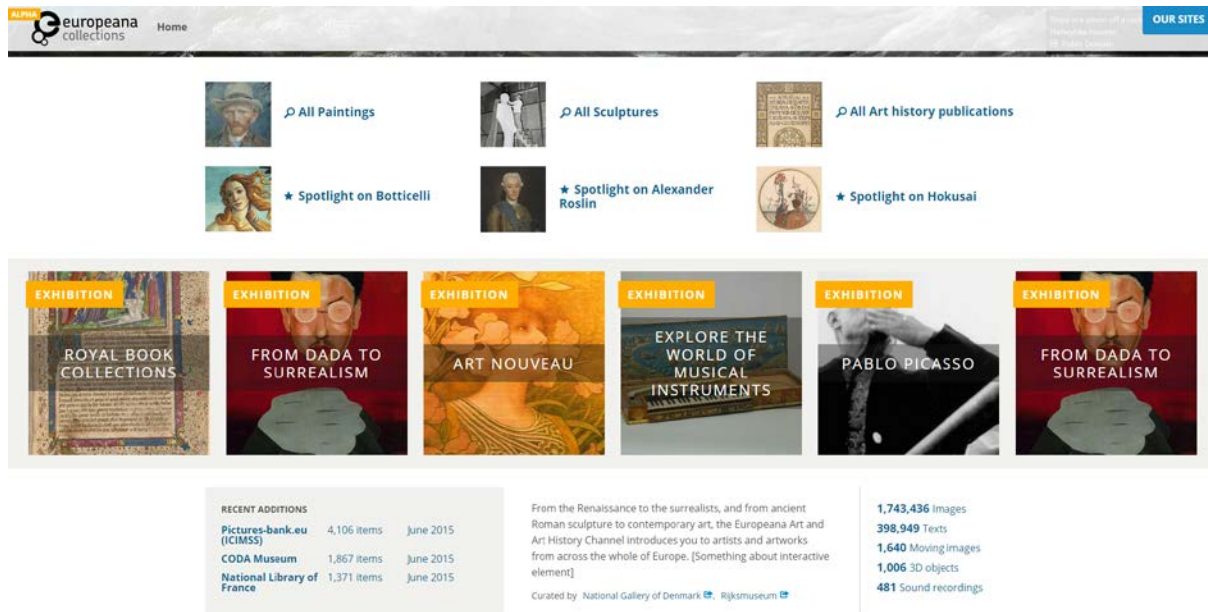 ALPHA
europeana
collections
Home
OUR SITES
All Paintings
All Sculptures
All Art history publications
Spotlight on Botticelli
Spotlight on Alexander
Roslin
Spotlight on Hokusai
EXHIBITION
ROYAL BOOK
COLLECTIONS
EXHIBITION
FROM DADA TO
SURREALISM
EXHIBITION
ART NOUVEAU
EXHIBITION
EXPLORE THE
WORLD OF
MUSICAL
INSTRUMENTS
EXHIBITION
PABLO PICASSO
EXHIBITION
FROM DADA TO
SURREALISM
RECENT ADDITIONS
Pictures-bank.eu 4,106 items June 2015
(ICIMSS)
CODA Museum 1,867 items June 2015
National Library of 1,371 items June 2015
France
From the Renaissance to the surrealists, and from ancient
Roman sculpture to contemporary art, the Europeana Art and
Art History Channel introduces you to artists and artworks
from across the whole of Europe. [Something about interactive
element]
Curated by National Gallery of Denmark, Rijksmuseum
1,743,436 Images
398,949 Texts
1,640 Moving images
1,006 3D objects
481 Sound recordings